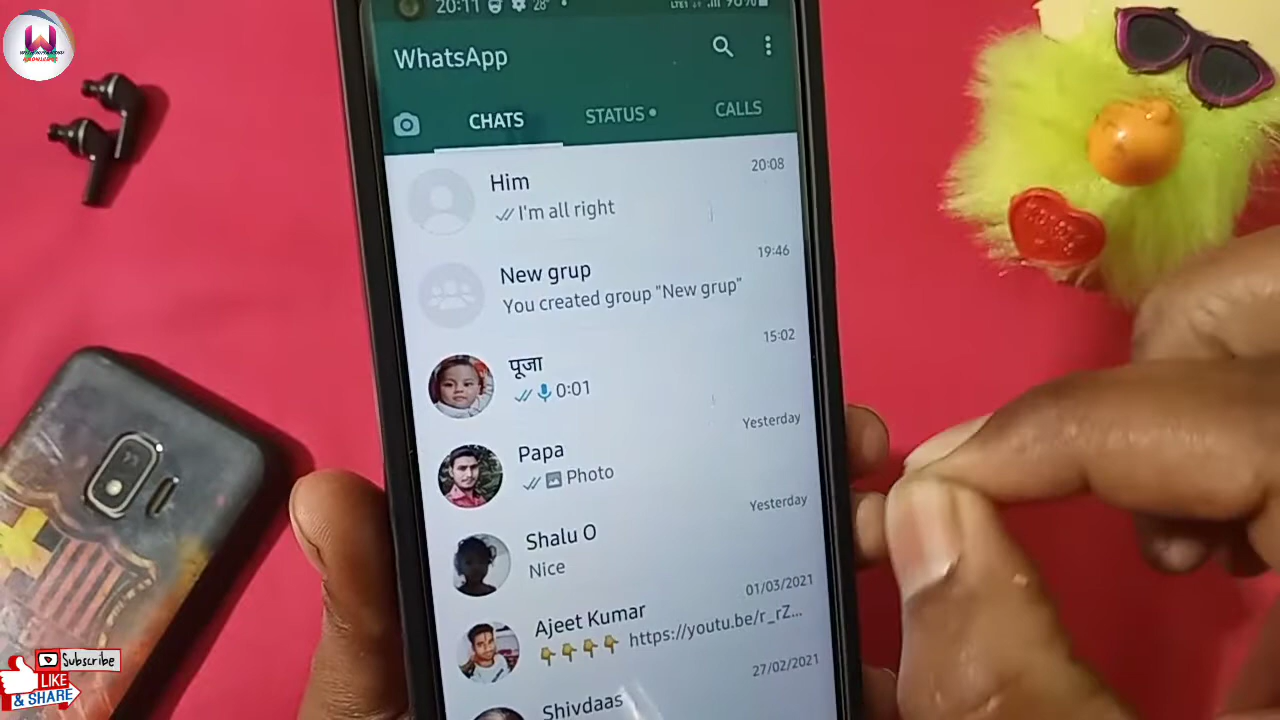 20:11
28°
90%
WhatsApp
CHATS
STATUS
CALLS
Him
20:08
I'm all right
New grup
19:46
You created group "New grup"
पूजा
15:02
0:01
Papa
Yesterday
Photo
Shalu O
Yesterday
Nice
Ajeet Kumar
01/03/2021
https://youtu.be/r_rZ...
Shivdaas
27/02/2021
Subscribe
LIKE
& SHARE